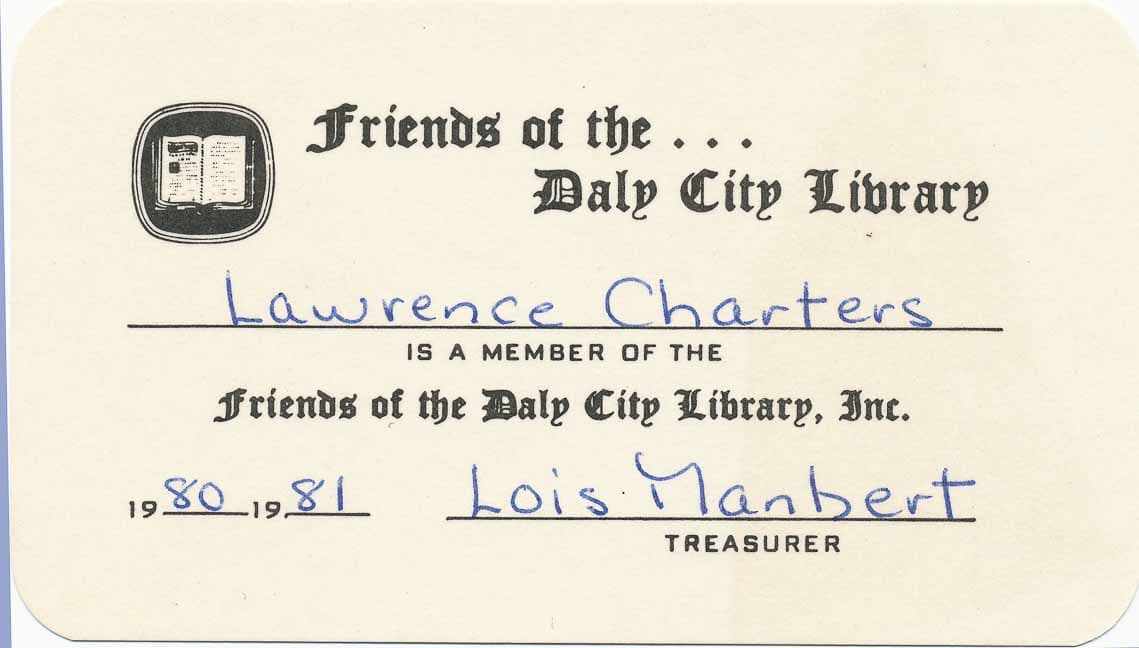 Friends of the . . .
Daly City Library
Lawrence Charters
IS A MEMBER OF THE
Friends of the Daly City Library, Inc.
1980 1981 Lois Manbert
TREASURER